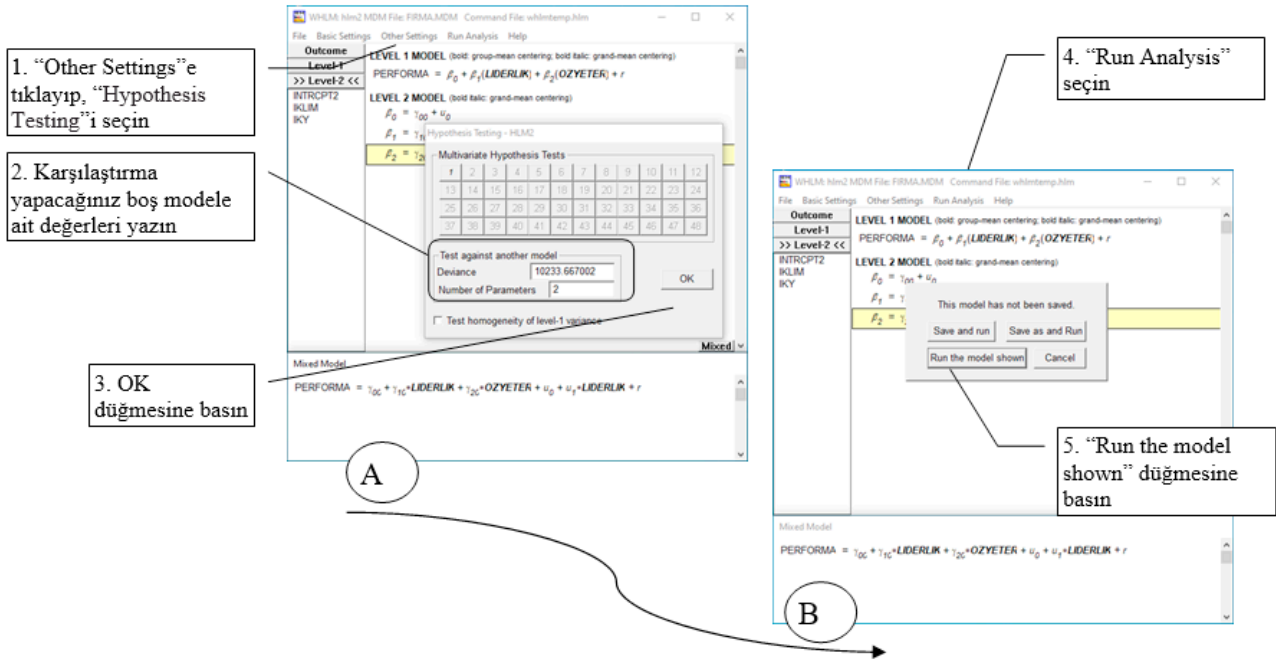 1. “Other Settings”e
tıklayıp, “Hypothesis
Testing”i seçin
2. Karşılaştırma
yapacağınız boş modele
ait değerleri yazın
3. OK
düğmesine basın
WHLM: hlm2 MDM File: FIRMA.MDM Command File: whlmtemp.hlm
File Basic Settings Other Settings Run Analysis Help
Outcome
Level-1
>> Level-2 <<
INTRCPT2
IKLIM
IKY
LEVEL 1 MODEL (bold: group-mean centering; bold italic: grand-mean centering)
PERFORMA = β0 + β1(LIDERLIK) + β2(OZYETER) + r
LEVEL 2 MODEL (bold italic: grand-mean centering)
β0 = γ00 + u0
β1 = γ1
β2 = γ2
Hypothesis Testing - HLM2
Multivariate Hypothesis Tests
1 2 3 4 5 6 7 8 9 10 11 12
13 14 15 16 17 18 19 20 21 22 23 24
25 26 27 28 29 30 31 32 33 34 35 36
37 38 39 40 41 42 43 44 45 46 47 48
Test against another model
Deviance 10233.667002
Number of Parameters 2
OK
Test homogeneity of level-1 variance
Mixed
Mixed Model
PERFORMA = γ0G + γ1G*LIDERLIK + γ2G*OZYETER + u0 + u1*LIDERLIK + r
A
4. “Run Analysis”
seçin
WHLM: hlm2 MDM File: FIRMA.MDM Command File: whlmtemp.hlm
File Basic Settings Other Settings Run Analysis Help
Outcome
Level-1
>> Level-2 <<
INTRCPT2
IKLIM
IKY
LEVEL 1 MODEL (bold: group-mean centering; bold italic: grand-mean centering)
PERFORMA = β0 + β1(LIDERLIK) + β2(OZYETER) + r
LEVEL 2 MODEL (bold italic: grand-mean centering)
β0 = γ00 + u0
β1 = γ
β2 = γ
This model has not been saved.
Save and run Save as and Run
Run the model shown Cancel
5. “Run the model
shown” düğmesine
basın
Mixed Model
PERFORMA = γ0G + γ1G*LIDERLIK + γ2G*OZYETER + u0 + u1*LIDERLIK + r
B